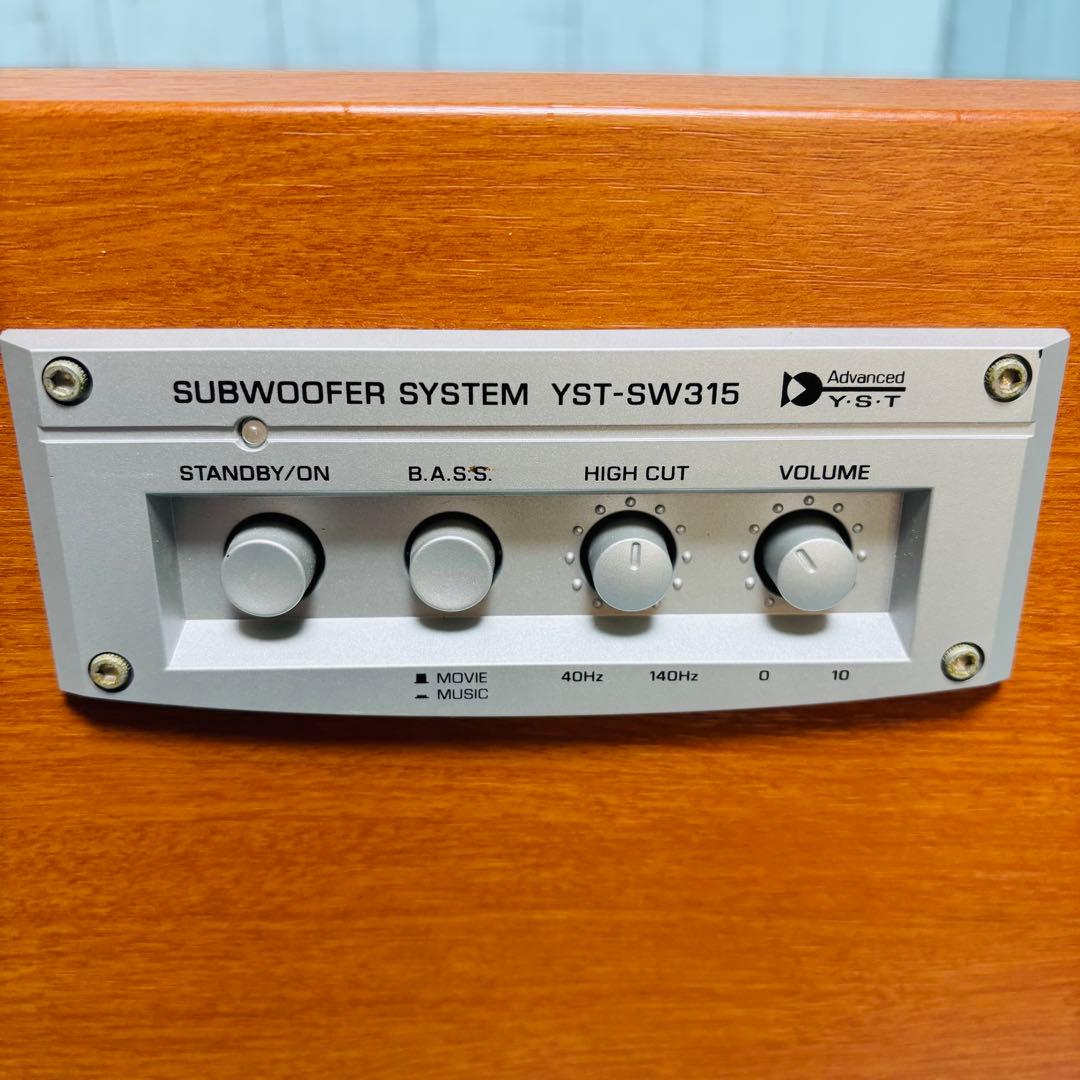 SUBWOOFER SYSTEM YST-SW315
Advanced
Y·S·T
STANDBY/ON B.A.S.S. HIGH CUT VOLUME
MOVIE
MUSIC
40Hz 140Hz 0 10